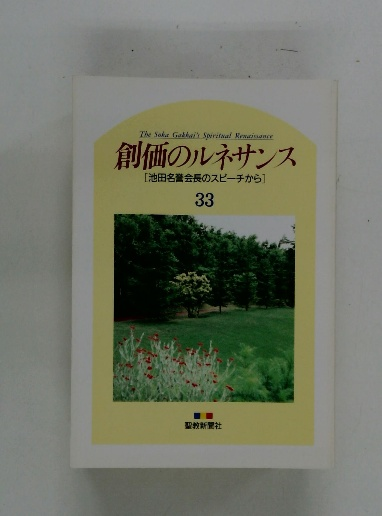 The Soka Gakkai's Spiritual Renaissance
創価のルネサンス
［池田名誉会長のスピーチから］
33
聖教新聞社